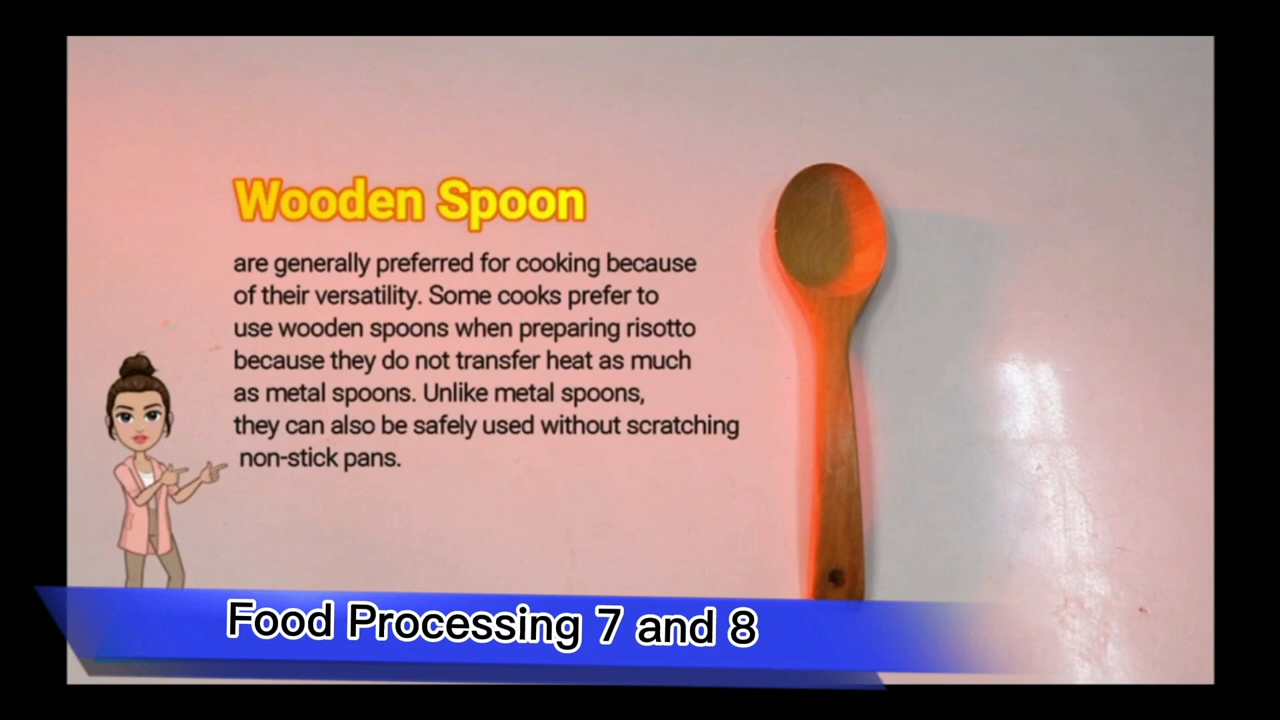 Wooden Spoon
are generally preferred for cooking because
of their versatility. Some cooks prefer to
use wooden spoons when preparing risotto
because they do not transfer heat as much
as metal spoons. Unlike metal spoons,
they can also be safely used without scratching
non-stick pans.
Food Processing 7 and 8